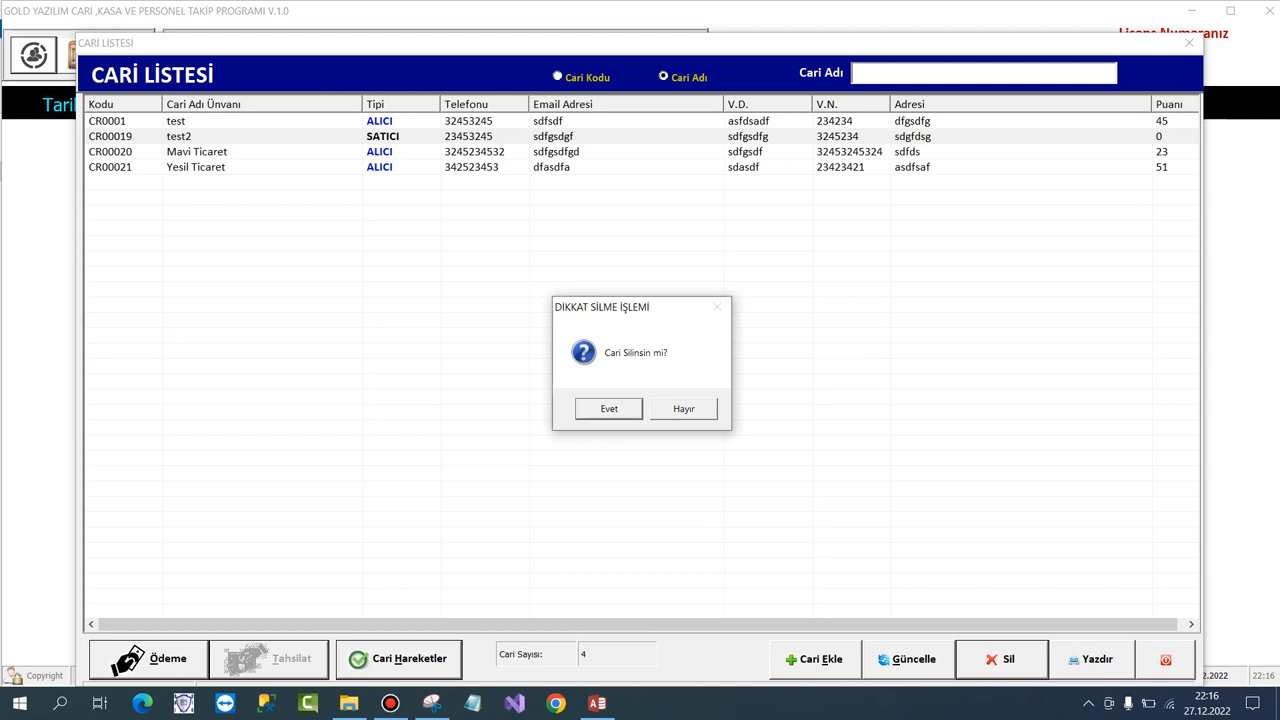 GOLD YAZILIM CARİ ,KASA VE PERSONEL TAKİP PROGRAMI V.1.0
Lisans Numaranız
CARİ LİSTESİ
CARİ LİSTESİ
Cari Kodu
Cari Adı
Cari Adı
Kodu Cari Adı Ünvanı Tipi Telefonu Email Adresi V.D. V.N. Adresi Puanı
CR0001 test ALICI 32453245 sdfsdf asfdsadf 234234 dfgsdfg 45
CR00019 test2 SATICI 23453245 sdfgsdgf sdfgsdfg 3245234 sdgfdsg 0
CR00020 Mavi Ticaret ALICI 3245234532 sdfgsdfgd sdfgsdf 32453245324 sdfds 23
CR00021 Yesil Ticaret ALICI 342523453 dfasdfa sdasdf 23423421 asdfsaf 51
DİKKAT SİLME İŞLEMİ
Cari Silinsin mi?
Evet
Hayır
Ödeme
Tahsilat
Cari Hareketler
Cari Sayısı: 4
Cari Ekle
Güncelle
Sil
Yazdır
Copyright
22:16
22:16
27.12.2022